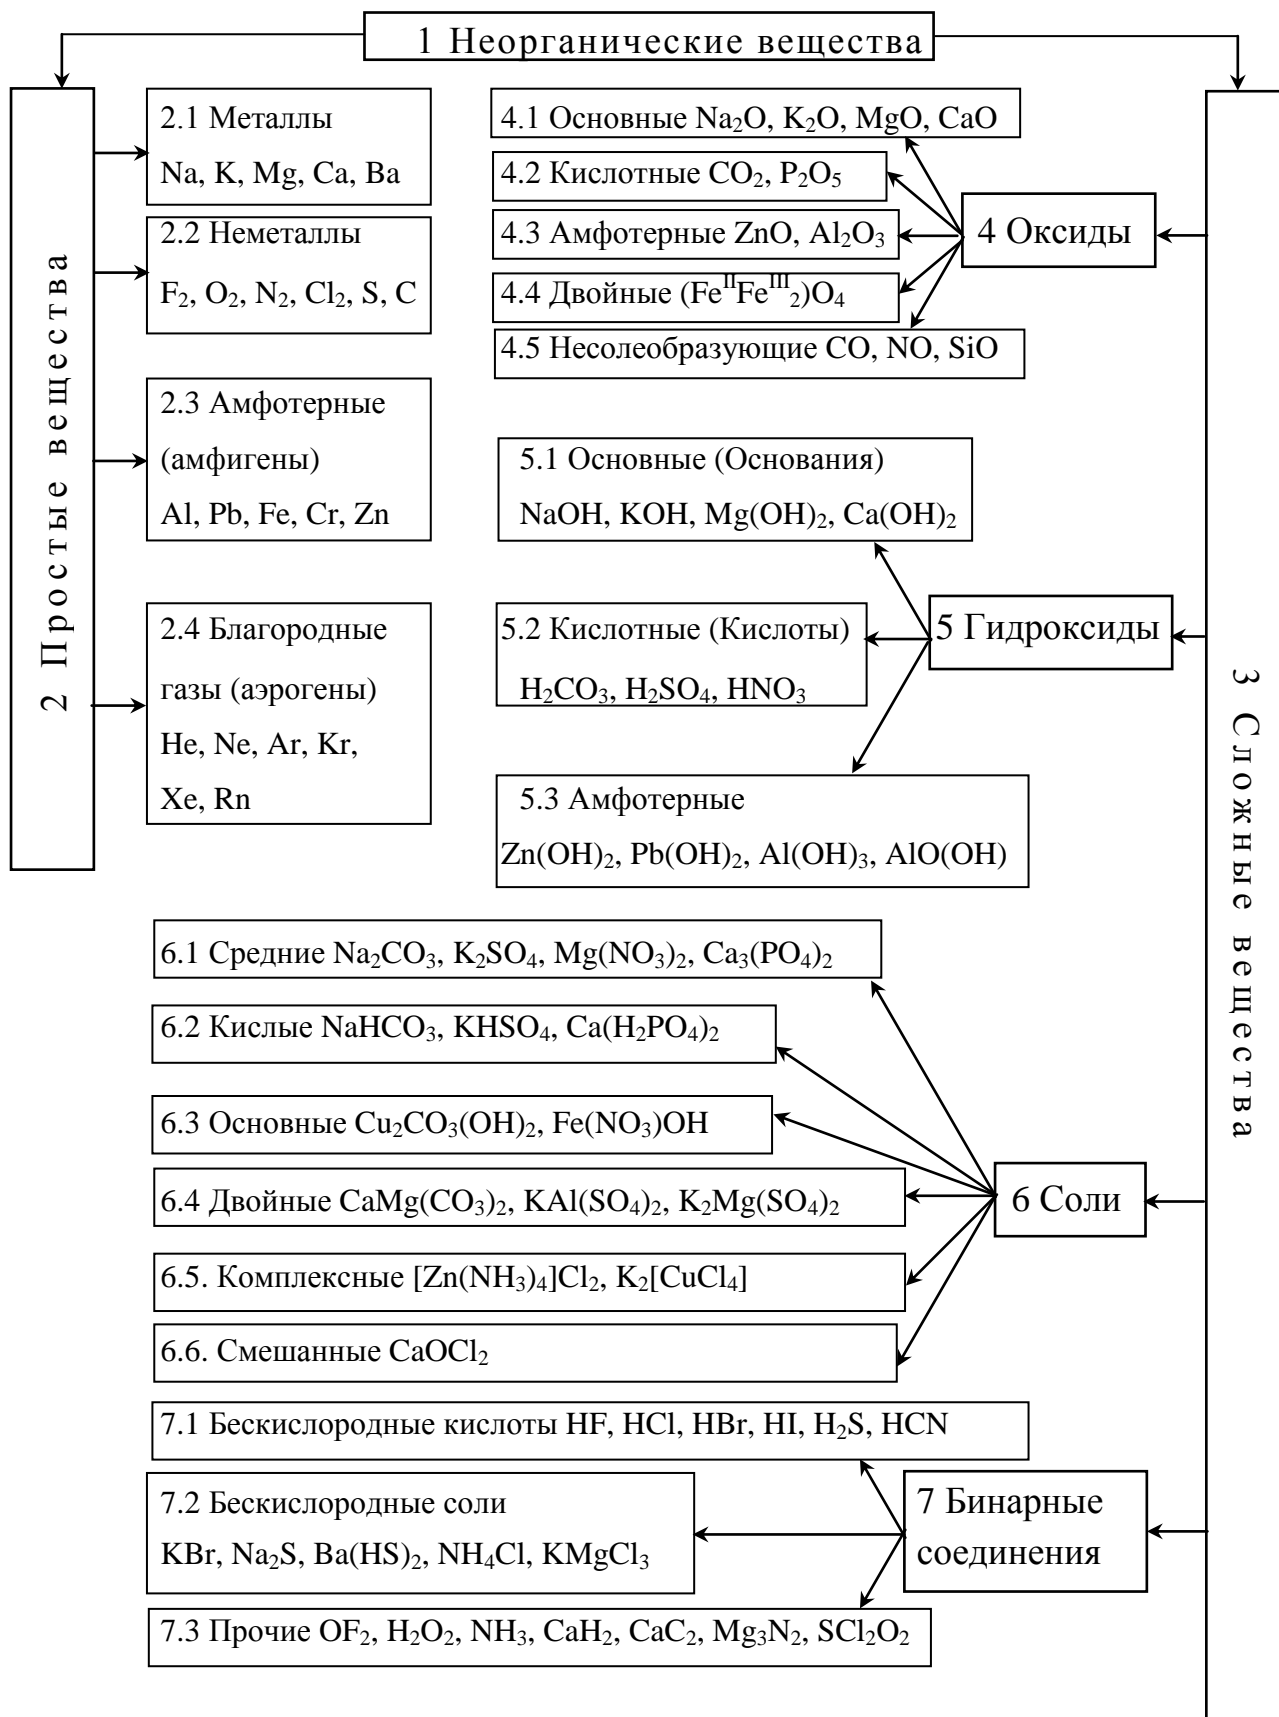 1 Неорганические вещества
2 Простые вещества
2.1 Металлы
Na, K, Mg, Ca, Ba
2.2 Неметаллы
F₂, O₂, N₂, Cl₂, S, C
2.3 Амфотерные
(амфигены)
Al, Pb, Fe, Cr, Zn
2.4 Благородные
газы (аэрогены)
He, Ne, Ar, Kr,
Xe, Rn
3 Сложные вещества
4 Оксиды
4.1 Основные Na₂O, K₂O, MgO, CaO
4.2 Кислотные CO₂, P₂O₅
4.3 Амфотерные ZnO, Al₂O₃
4.4 Двойные (FeᴵᴵFeᴵᴵᴵ₂)O₄
4.5 Несолеобразующие CO, NO, SiO
5 Гидроксиды
5.1 Основные (Основания)
NaOH, KOH, Mg(OH)₂, Ca(OH)₂
5.2 Кислотные (Кислоты)
H₂CO₃, H₂SO₄, HNO₃
5.3 Амфотерные
Zn(OH)₂, Pb(OH)₂, Al(OH)₃, AlO(OH)
6 Соли
6.1 Средние Na₂CO₃, K₂SO₄, Mg(NO₃)₂, Ca₃(PO₄)₂
6.2 Кислые NaHCO₃, KHSO₄, Ca(H₂PO₄)₂
6.3 Основные Cu₂CO₃(OH)₂, Fe(NO₃)OH
6.4 Двойные CaMg(CO₃)₂, KAl(SO₄)₂, K₂Mg(SO₄)₂
6.5. Комплексные [Zn(NH₃)₄]Cl₂, K₂[CuCl₄]
6.6. Смешанные CaOCl₂
7 Бинарные
соединения
7.1 Бескислородные кислоты HF, HCl, HBr, HI, H₂S, HCN
7.2 Бескислородные соли
KBr, Na₂S, Ba(HS)₂, NH₄Cl, KMgCl₃
7.3 Прочие OF₂, H₂O₂, NH₃, CaH₂, CaC₂, Mg₃N₂, SCl₂O₂